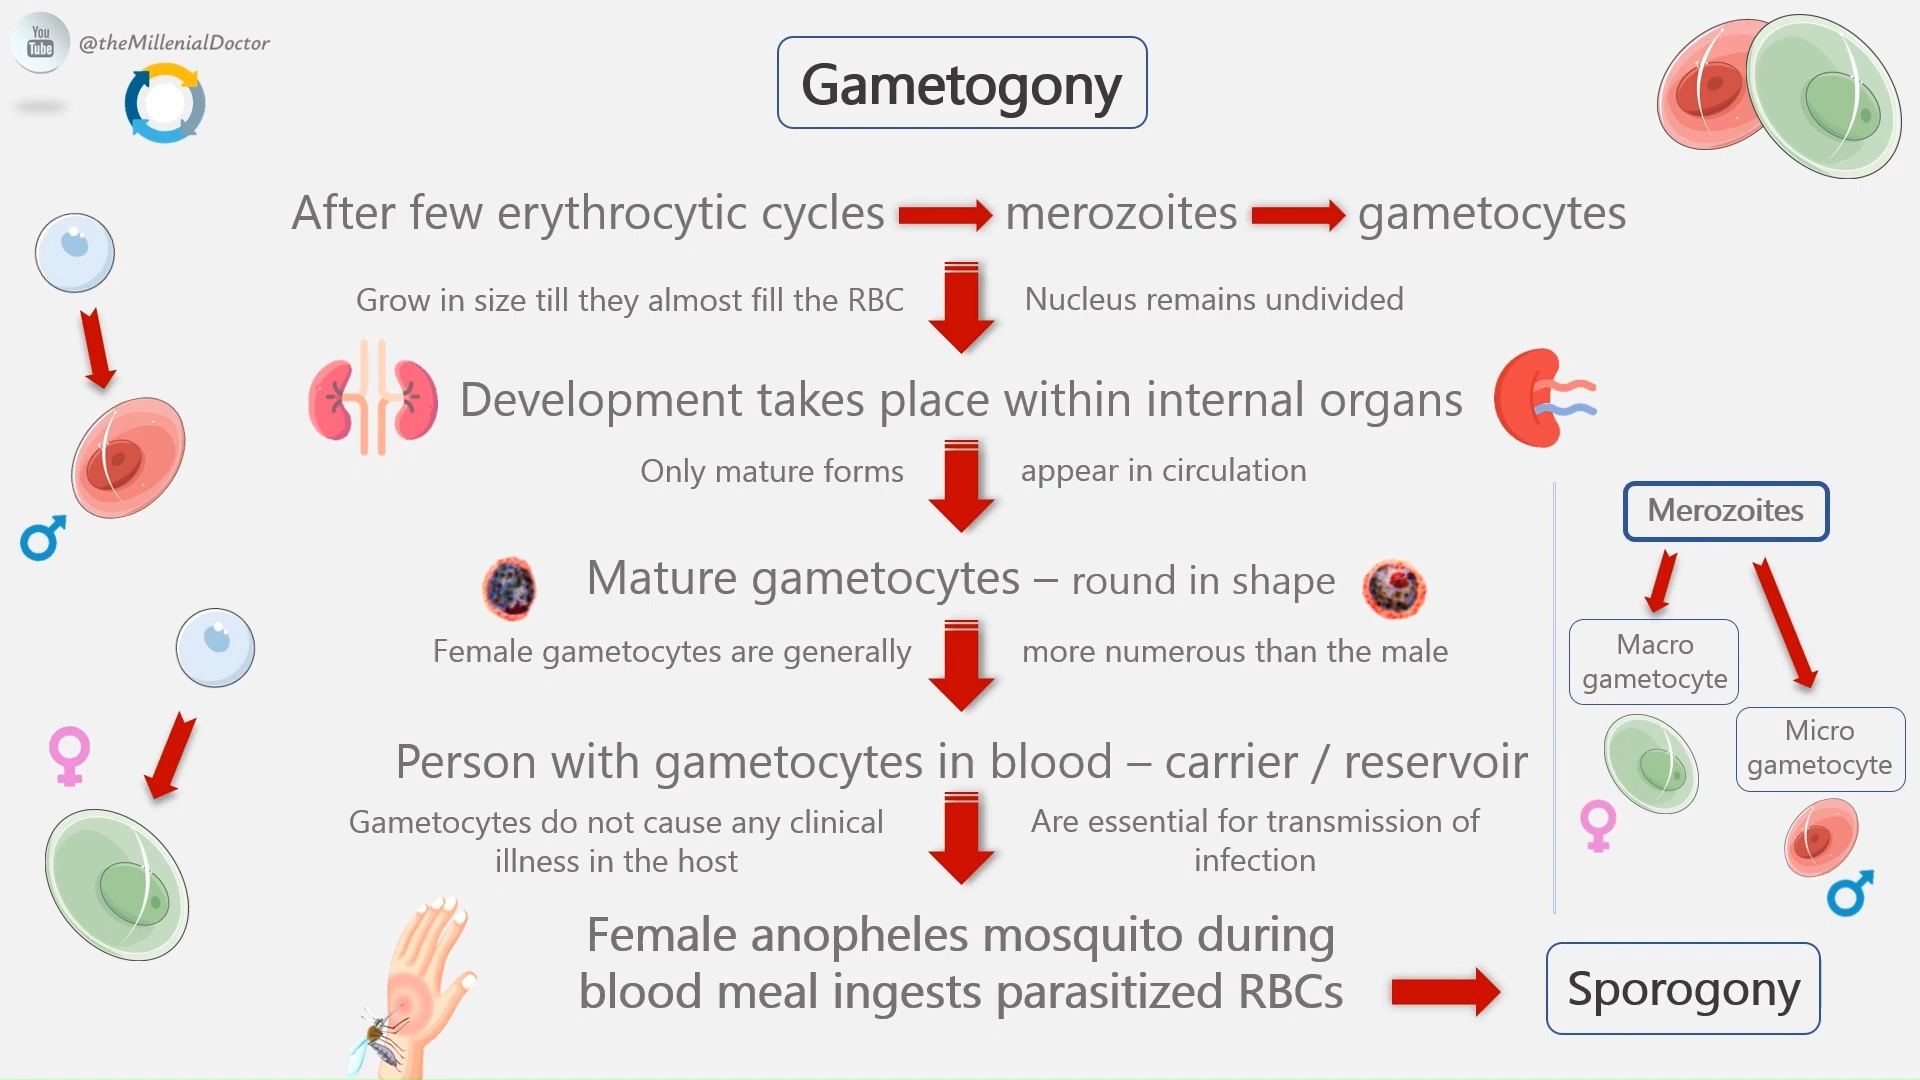 You
Tube
@theMillenialDoctor
Gametogony
After few erythrocytic cycles merozoites gametocytes
Grow in size till they almost fill the RBC Nucleus remains undivided
Development takes place within internal organs
Only mature forms appear in circulation
Mature gametocytes – round in shape
Female gametocytes are generally more numerous than the male
Person with gametocytes in blood – carrier / reservoir
Gametocytes do not cause any clinical
illness in the host
Are essential for transmission of
infection
Female anopheles mosquito during
blood meal ingests parasitized RBCs
Sporogony
Merozoites
Macro
gametocyte
Micro
gametocyte